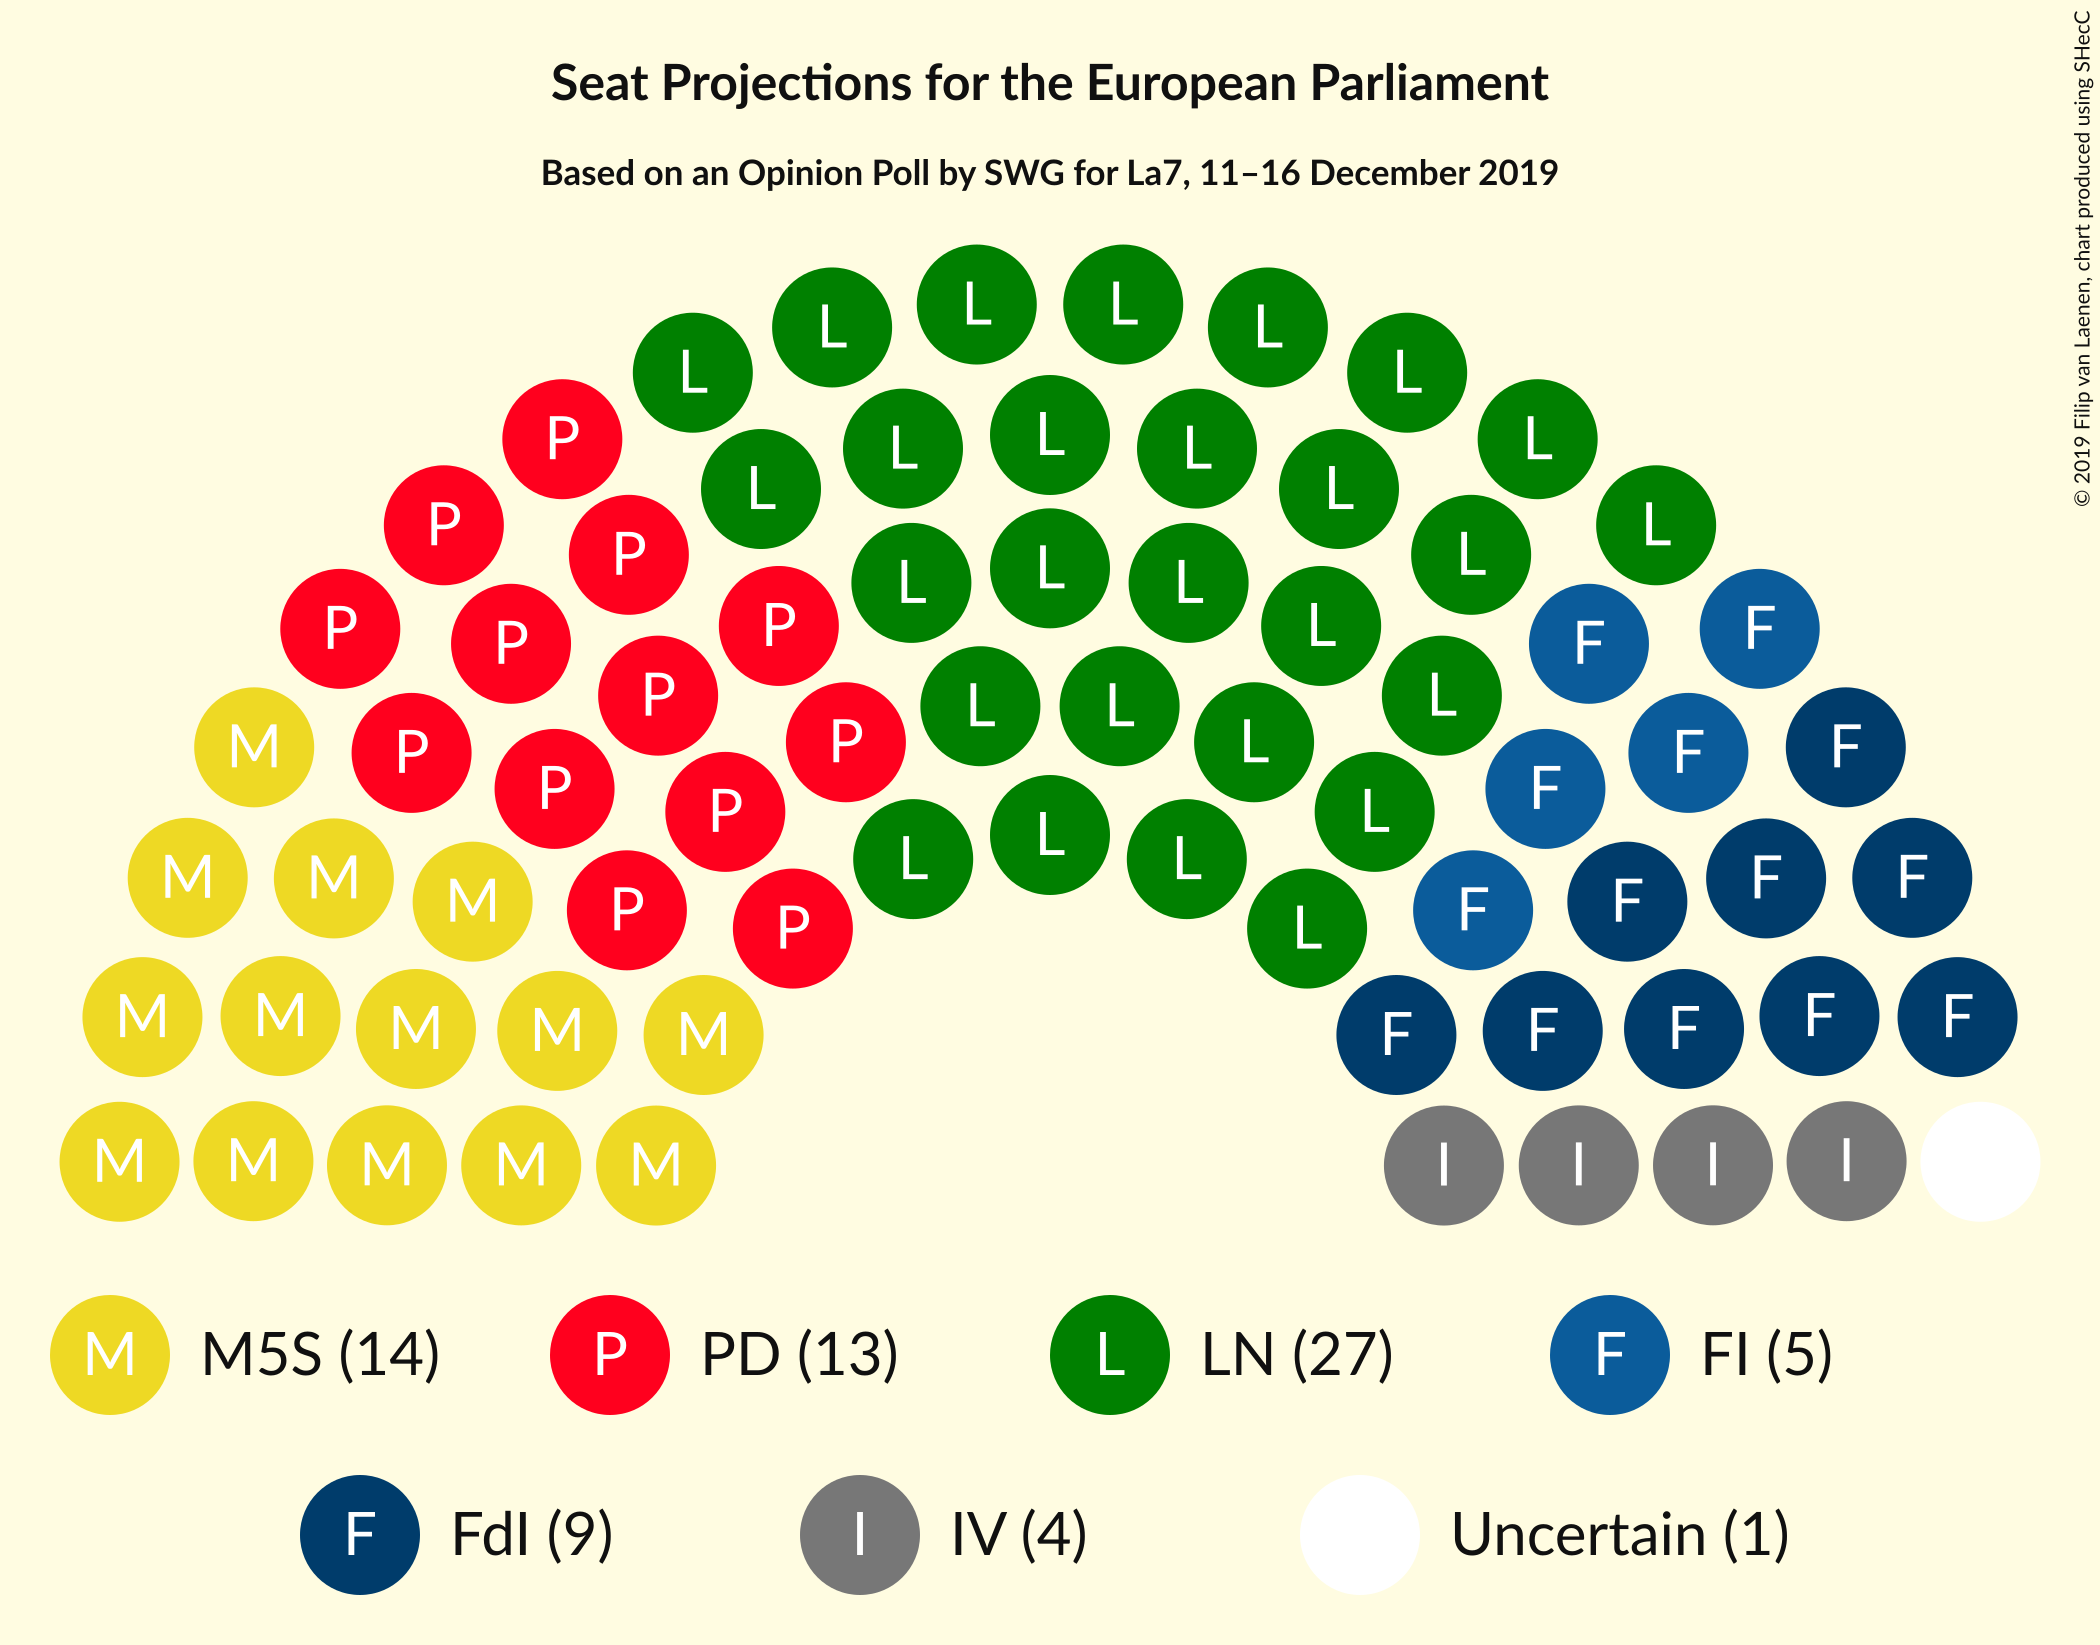 Seat Projections for the European Parliament
Based on an Opinion Poll by SWG for La7, 11–16 December 2019
© 2019 Filip van Laenen, chart produced using SHecC
L L L L
L L
P L L L L
L L L
P P L L
L L L
P P P L F F
P L L
L L
P L
M P F F
P P L F
M M M P L L L F F F F
P P L L
M M M M M F F F F F
M M M M M I I I I
M M5S (14) P PD (13) L LN (27) F FI (5)
F FdI (9) I IV (4) Uncertain (1)